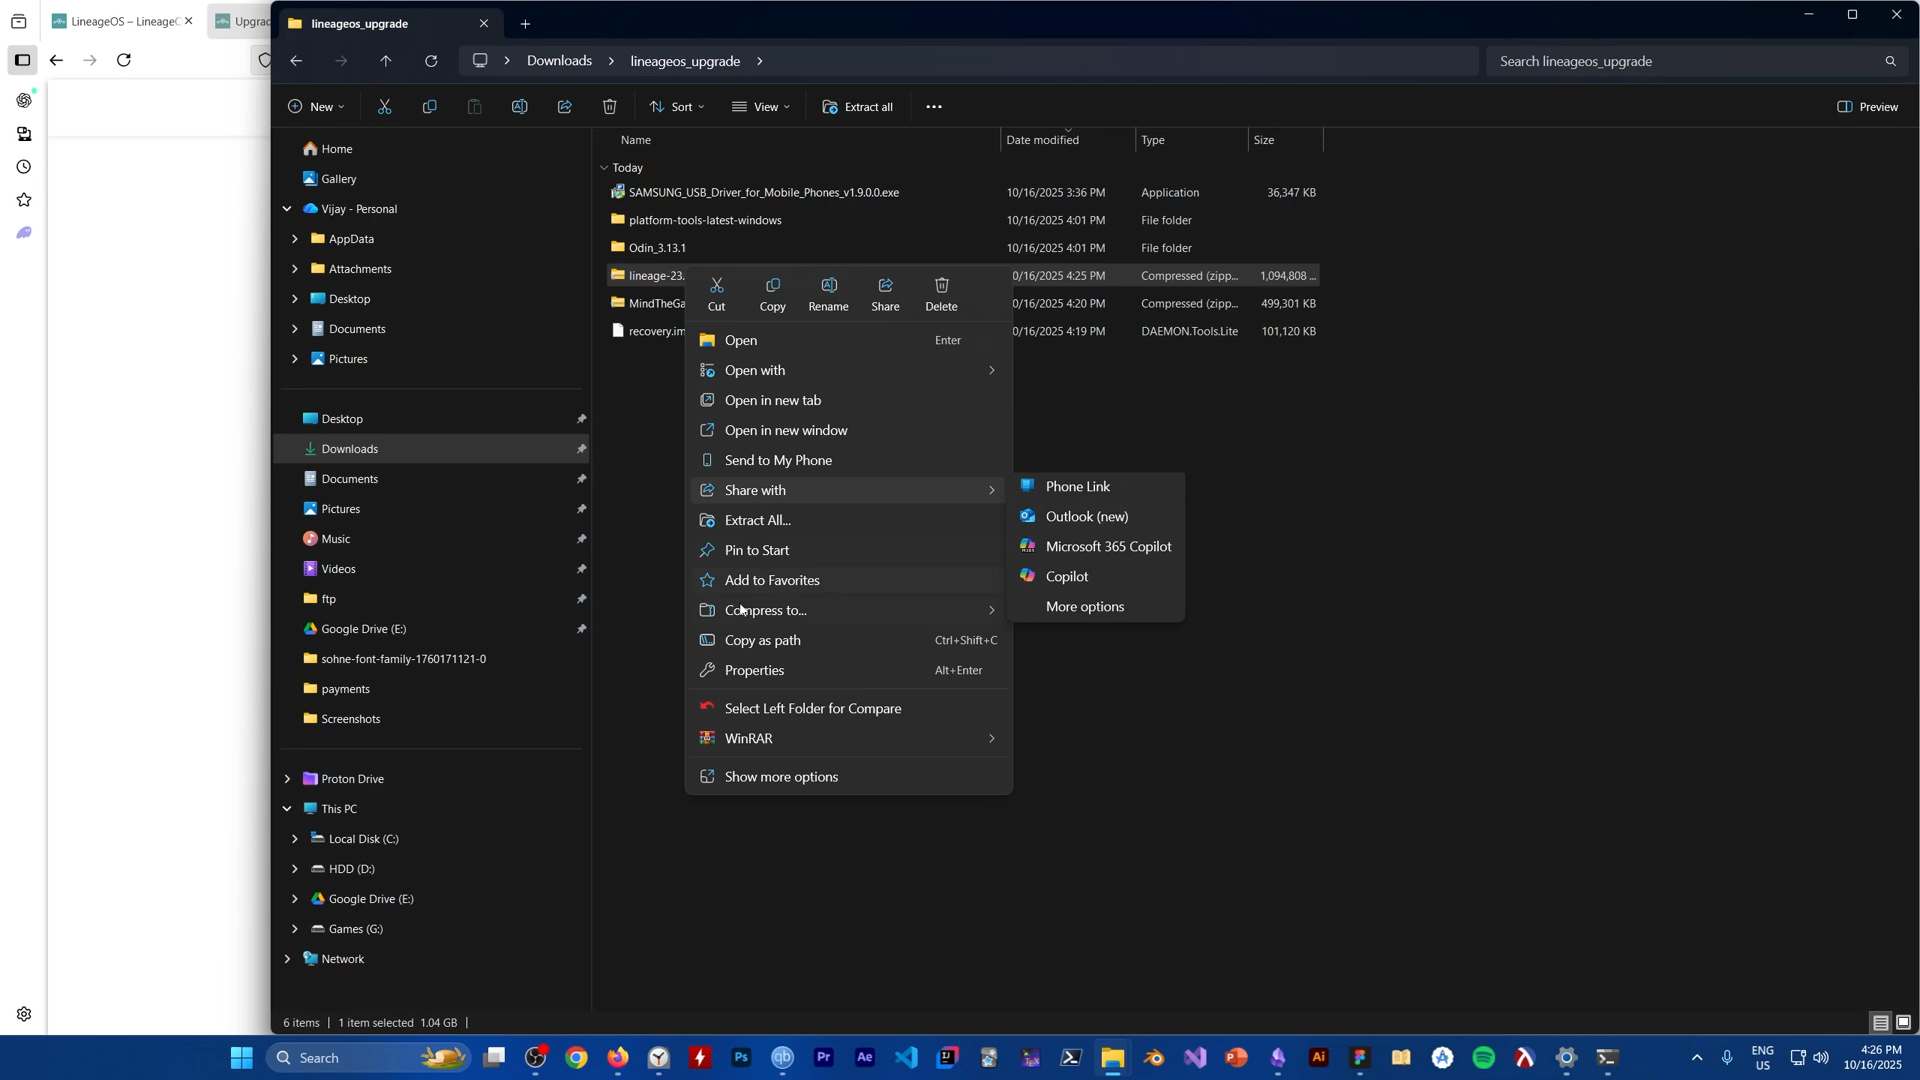 LineageOS – LineageO
Upgrad
lineageos_upgrade
Downloads
lineageos_upgrade
Search lineageos_upgrade
New
Sort
View
Extract all
Preview
Name
Date modified
Type
Size
Today
SAMSUNG_USB_Driver_for_Mobile_Phones_v1.9.0.0.exe
10/16/2025 3:36 PM
Application
36,347 KB
platform-tools-latest-windows
10/16/2025 4:01 PM
File folder
Odin_3.13.1
10/16/2025 4:01 PM
File folder
lineage-23.
0/16/2025 4:25 PM
Compressed (zipp...
1,094,808 ...
MindTheGa
0/16/2025 4:20 PM
Compressed (zipp...
499,301 KB
recovery.im
0/16/2025 4:19 PM
DAEMON.Tools.Lite
101,120 KB
Home
Gallery
Vijay - Personal
AppData
Attachments
Desktop
Documents
Pictures
Desktop
Downloads
Documents
Pictures
Music
Videos
ftp
Google Drive (E:)
sohne-font-family-1760171121-0
payments
Screenshots
Proton Drive
This PC
Local Disk (C:)
HDD (D:)
Google Drive (E:)
Games (G:)
Network
Cut
Copy
Rename
Share
Delete
Open
Enter
Open with
Open in new tab
Open in new window
Send to My Phone
Share with
Extract All...
Pin to Start
Add to Favorites
Compress to...
Copy as path
Ctrl+Shift+C
Properties
Alt+Enter
Select Left Folder for Compare
WinRAR
Show more options
Phone Link
Outlook (new)
Microsoft 365 Copilot
Copilot
More options
6 items
1 item selected 1.04 GB
Search
Ps
qb
Pr
Ae
Ai
ENG
US
4:26 PM
10/16/2025